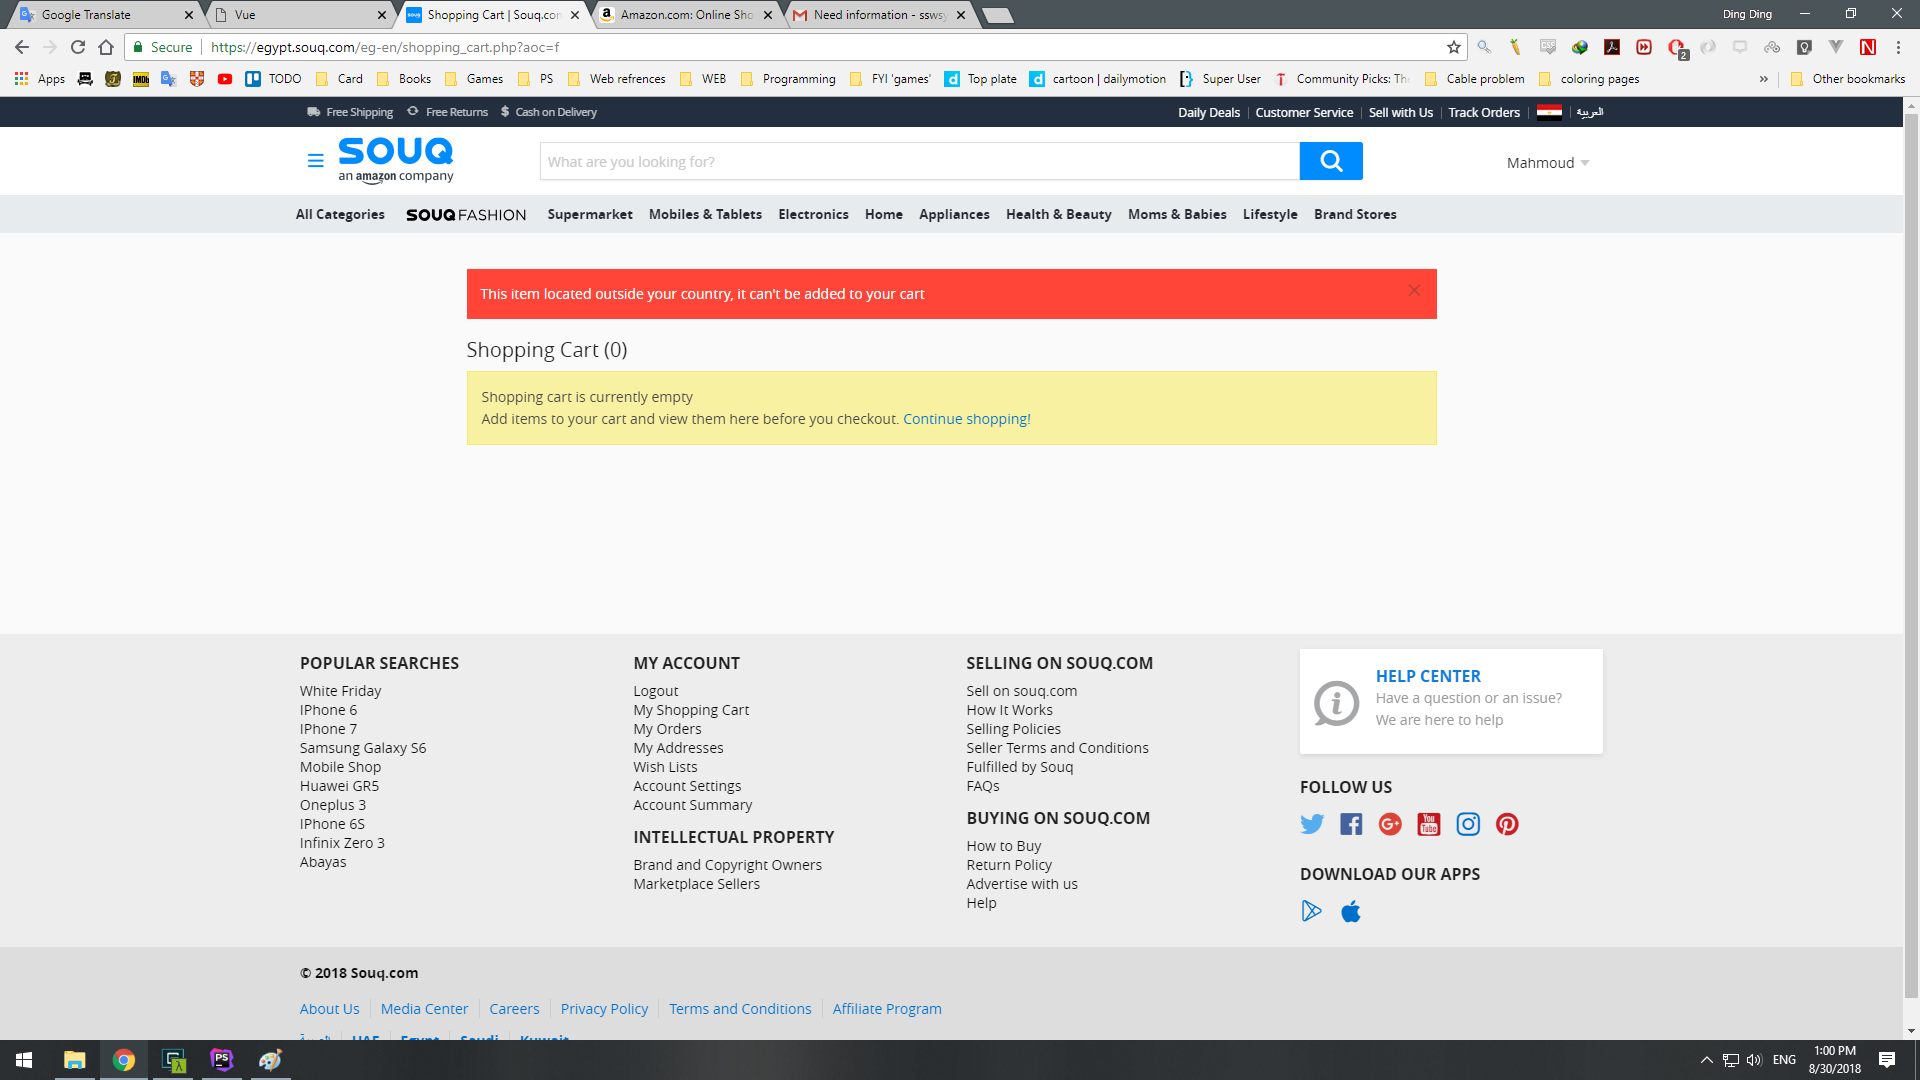 Google Translate
Vue
Shopping Cart | Souq.con
Amazon.com: Online Sho
Need information - ssws
Ding Ding
Secure
https://egypt.souq.com/eg-en/shopping_cart.php?aoc=f
2
Apps
TODO
Card
Books
Games
PS
Web refrences
WEB
Programming
FYI 'games'
Top plate
cartoon | dailymotion
Super User
Community Picks: Th
Cable problem
coloring pages
»
Other bookmarks
Free Shipping
Free Returns
Cash on Delivery
Daily Deals
Customer Service
Sell with Us
Track Orders
العربية
souq
an amazon company
What are you looking for?
Mahmoud
All Categories
SOUQ FASHION
Supermarket
Mobiles & Tablets
Electronics
Home
Appliances
Health & Beauty
Moms & Babies
Lifestyle
Brand Stores
This item located outside your country, it can't be added to your cart
Shopping Cart (0)
Shopping cart is currently empty
Add items to your cart and view them here before you checkout. Continue shopping!
POPULAR SEARCHES
White Friday
IPhone 6
IPhone 7
Samsung Galaxy S6
Mobile Shop
Huawei GR5
Oneplus 3
IPhone 6S
Infinix Zero 3
Abayas
MY ACCOUNT
Logout
My Shopping Cart
My Orders
My Addresses
Wish Lists
Account Settings
Account Summary
INTELLECTUAL PROPERTY
Brand and Copyright Owners
Marketplace Sellers
SELLING ON SOUQ.COM
Sell on souq.com
How It Works
Selling Policies
Seller Terms and Conditions
Fulfilled by Souq
FAQs
BUYING ON SOUQ.COM
How to Buy
Return Policy
Advertise with us
Help
HELP CENTER
Have a question or an issue?
We are here to help
FOLLOW US
DOWNLOAD OUR APPS
© 2018 Souq.com
About Us
Media Center
Careers
Privacy Policy
Terms and Conditions
Affiliate Program
UAE
Egypt
Saudi
Kuwait
ENG
1:00 PM
8/30/2018